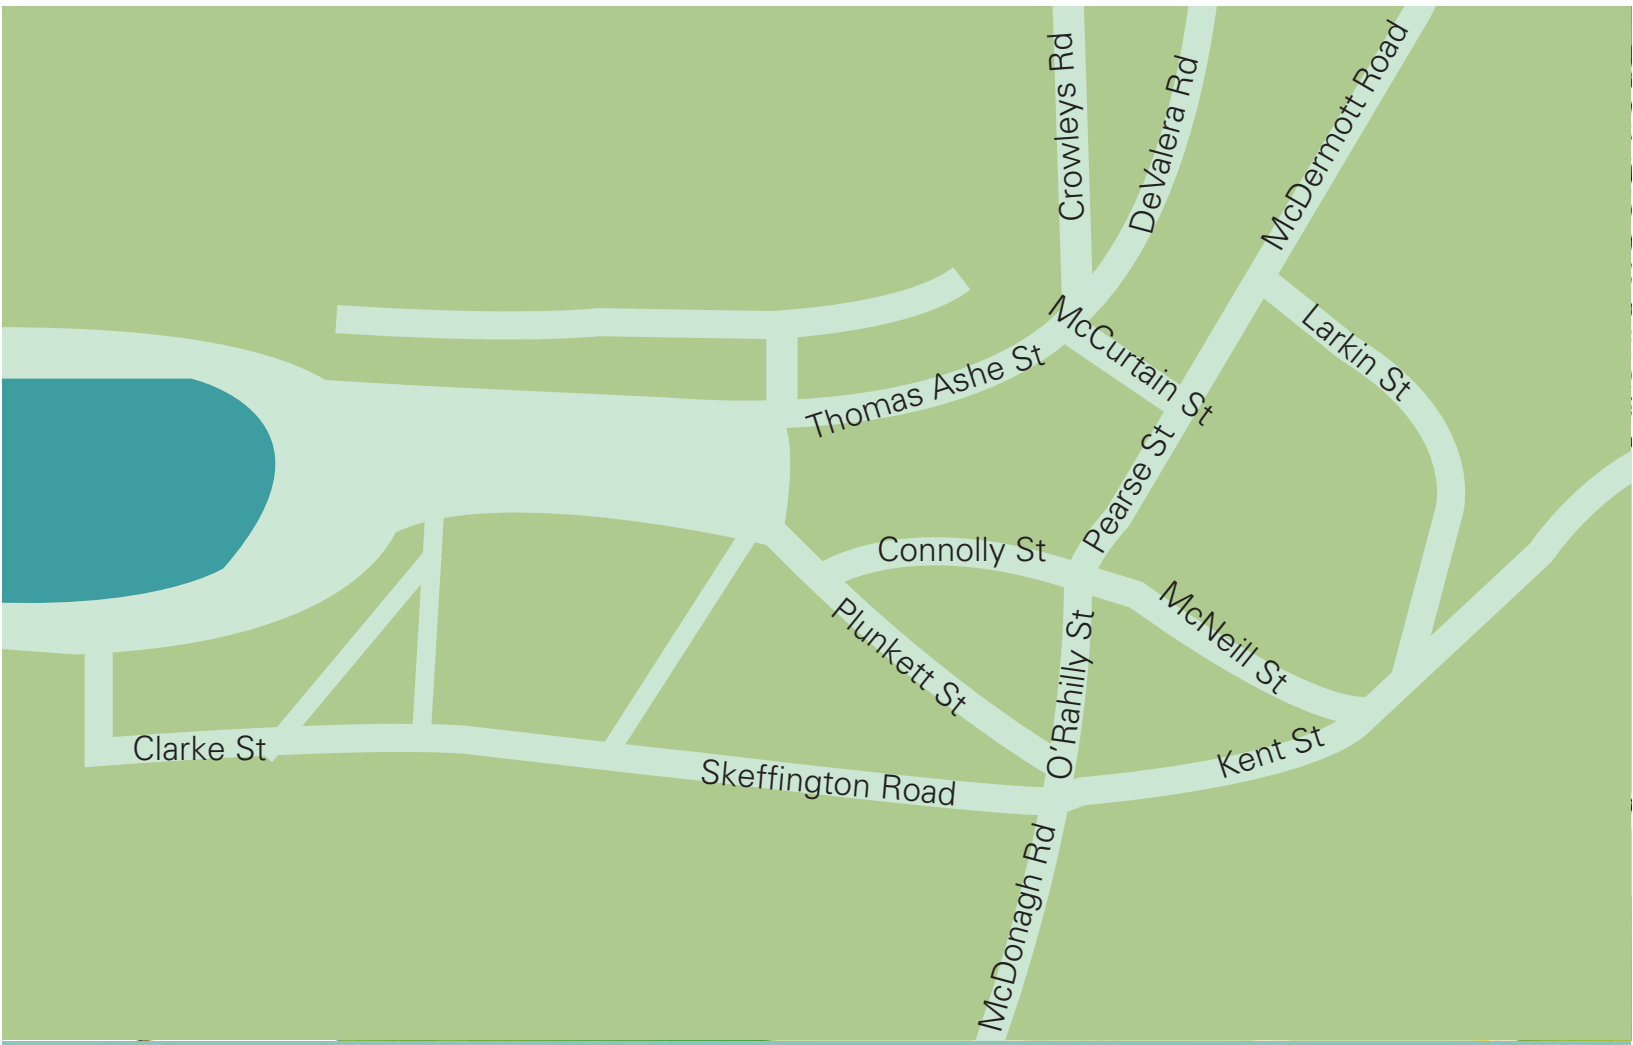 Crowleys Rd
DeValera Rd
McDermott Road
McCurtain St
Larkin St
Thomas Ashe St
Pearse St
Connolly St
McNeill St
Plunkett St
O'Rahilly St
Clarke St
Skeffington Road
Kent St
McDonagh Rd